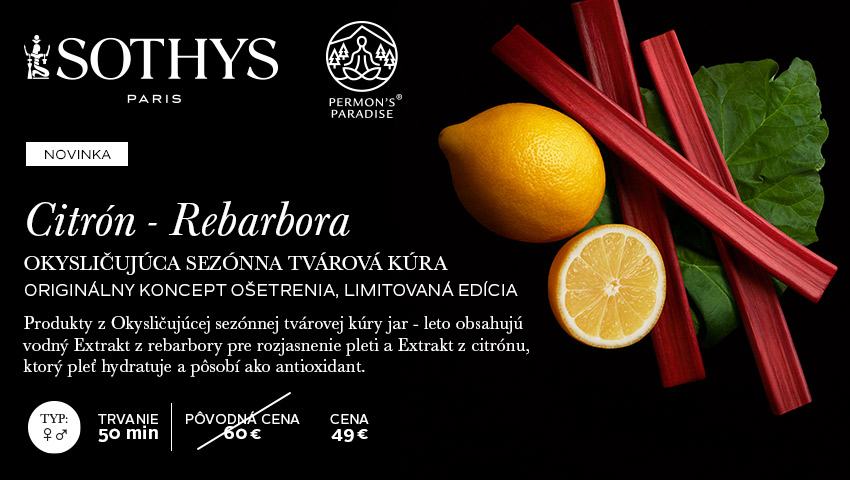 SOTHYS
PARIS
PERMON'S®
PARADISE
NOVINKA
Citrón - Rebarbora
OKYSLIČUJÚCA SEZÓNNA TVÁROVÁ KÚRA
ORIGINÁLNY KONCEPT OŠETRENIA, LIMITOVANÁ EDÍCIA
Produkty z Okysličujúcej sezónnej tvárovej kúry jar - leto obsahujú
vodný Extrakt z rebarbory pre rozjasnenie pleti a Extrakt z citrónu,
ktorý pleť hydratuje a pôsobí ako antioxidant.
TYP:
♀♂
TRVANIE
50 min
PÔVODNÁ CENA
60 €
CENA
49 €